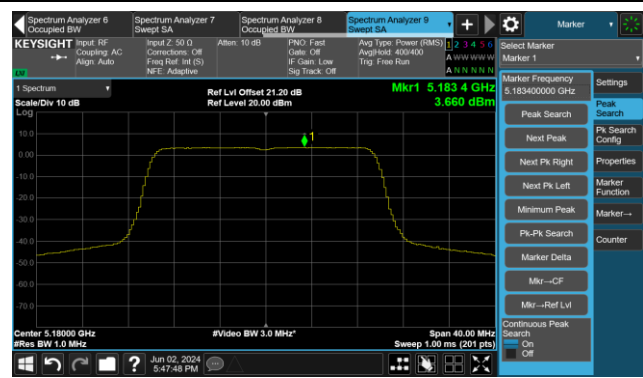 Spectrum Analyzer 6
Occupied BW
Spectrum Analyzer 7
Swept SA
Spectrum Analyzer 8
Occupied BW
Spectrum Analyzer 9
Swept SA
Marker
KEYSIGHT
Input: RF
Coupling: AC
Align: Auto
Input Z: 50 Ω
Corrections: Off
Freq Ref: Int (S)
NFE: Adaptive
Atten: 10 dB
PNO: Fast
Gate: Off
IF Gain: Low
Sig Track: Off
Avg Type: Power (RMS)
Avg|Hold: 400/400
Trig: Free Run
1 2 3 4 5 6
A W W W W W
A N N N N N
Select Marker
Marker 1
1 Spectrum
Scale/Div 10 dB
Log
Ref Lvl Offset 21.20 dB
Ref Level 20.00 dBm
Mkr1 5.183 4 GHz
3.660 dBm
10.0
0.00
-10.0
-20.0
-30.0
-40.0
-50.0
-60.0
-70.0
1
Center 5.18000 GHz
#Res BW 1.0 MHz
#Video BW 3.0 MHz*
Span 40.00 MHz
Sweep 1.00 ms (201 pts)
Marker Frequency
5.183400000 GHz
Peak Search
Next Peak
Next Pk Right
Next Pk Left
Minimum Peak
Pk-Pk Search
Marker Delta
Mkr→CF
Mkr→Ref Lvl
Continuous Peak
Search
On
Off
Settings
Peak
Search
Pk Search
Config
Properties
Marker
Function
Marker→
Counter
Jun 02, 2024
5:47:48 PM